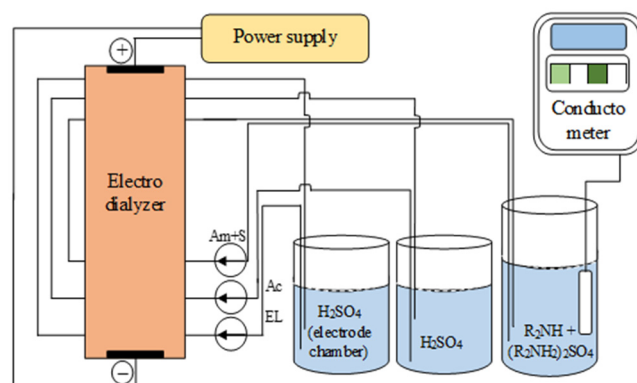 +
Power supply
Conducto
meter
Electro
dialyzer
Am+S
Ac
EL
H₂SO₄
(electrode
chamber)
H₂SO₄
R₂NH +
(R₂NH₂)₂SO₄
−